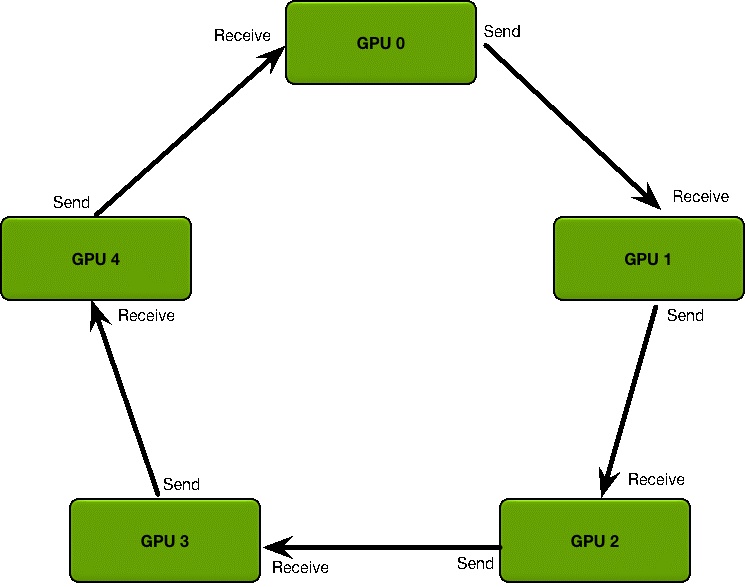 Receive
GPU 0
Send
Send
Receive
GPU 4
GPU 1
Receive
Send
Send
Receive
GPU 3
GPU 2
Receive
Send